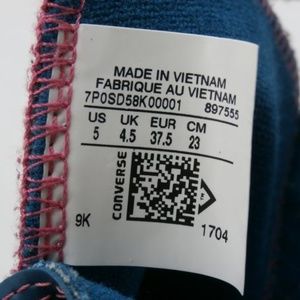 MADE IN VIETNAM
FABRIQUE AU VIETNAM
7P0SD58K00001 897555
US UK EUR CM
5 4.5 37.5 23
CONVERSE
9K 1704